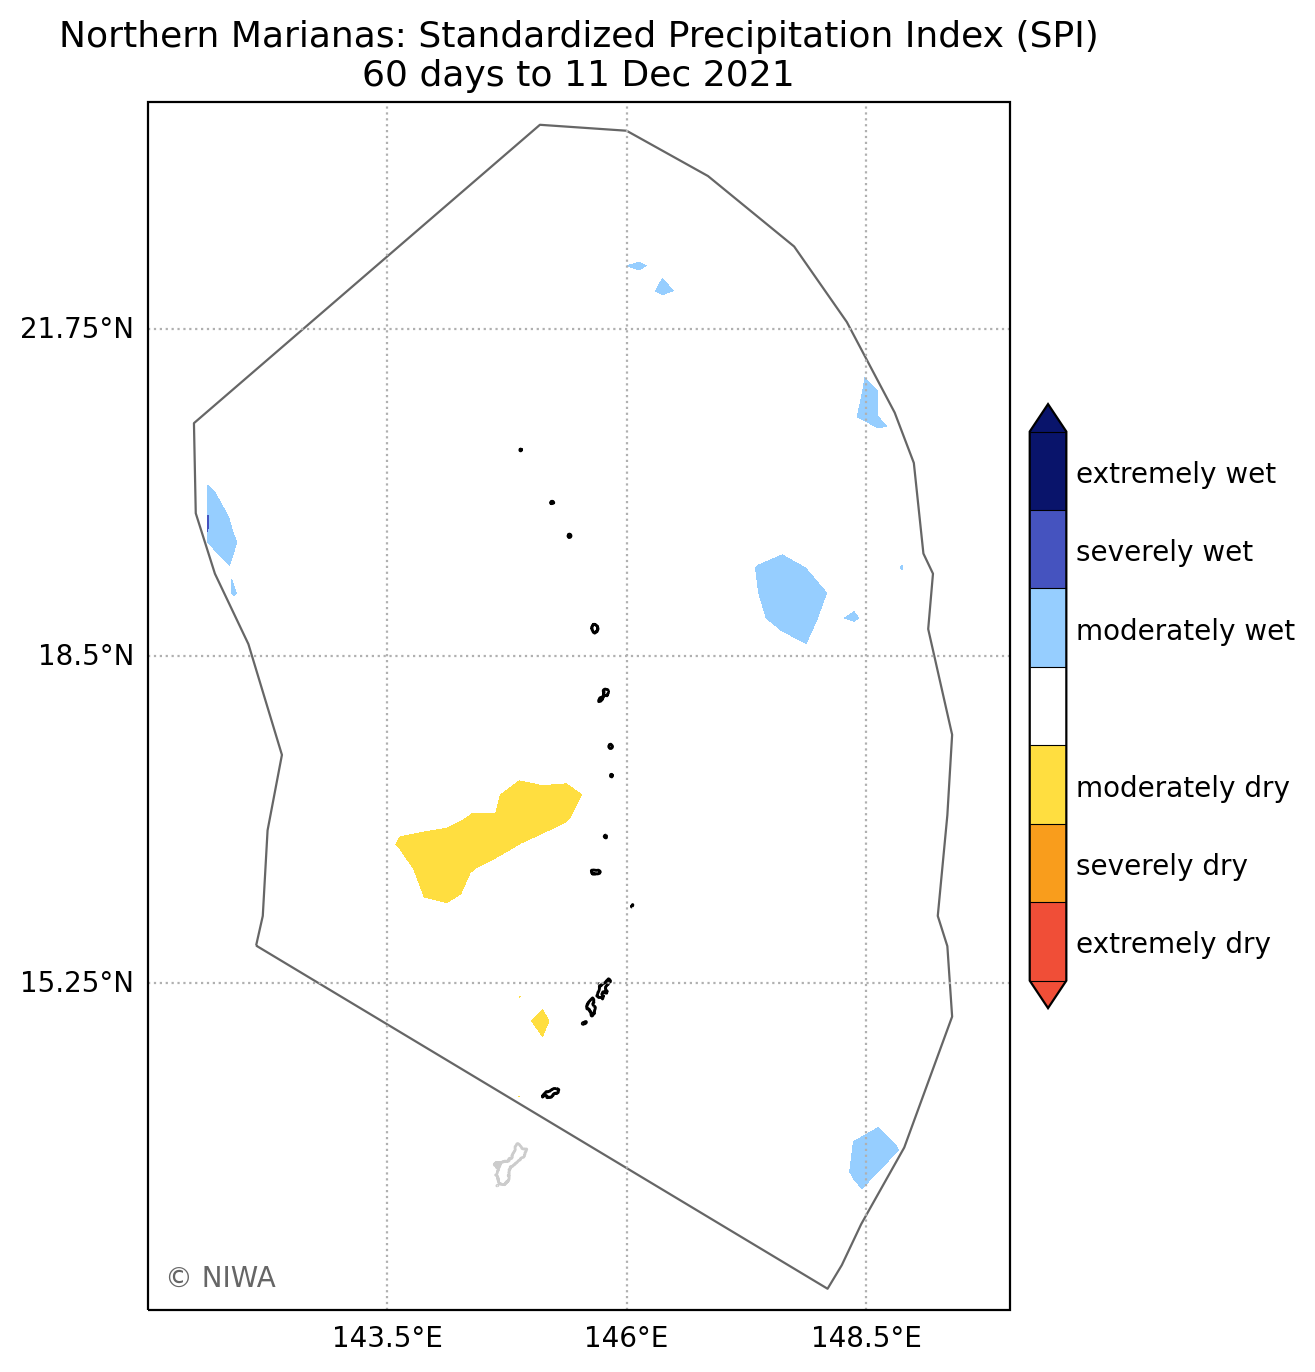 Northern Marianas: Standardized Precipitation Index (SPI)
60 days to 11 Dec 2021
21.75°N
18.5°N
15.25°N
143.5°E
146°E
148.5°E
extremely wet
severely wet
moderately wet
moderately dry
severely dry
extremely dry
© NIWA